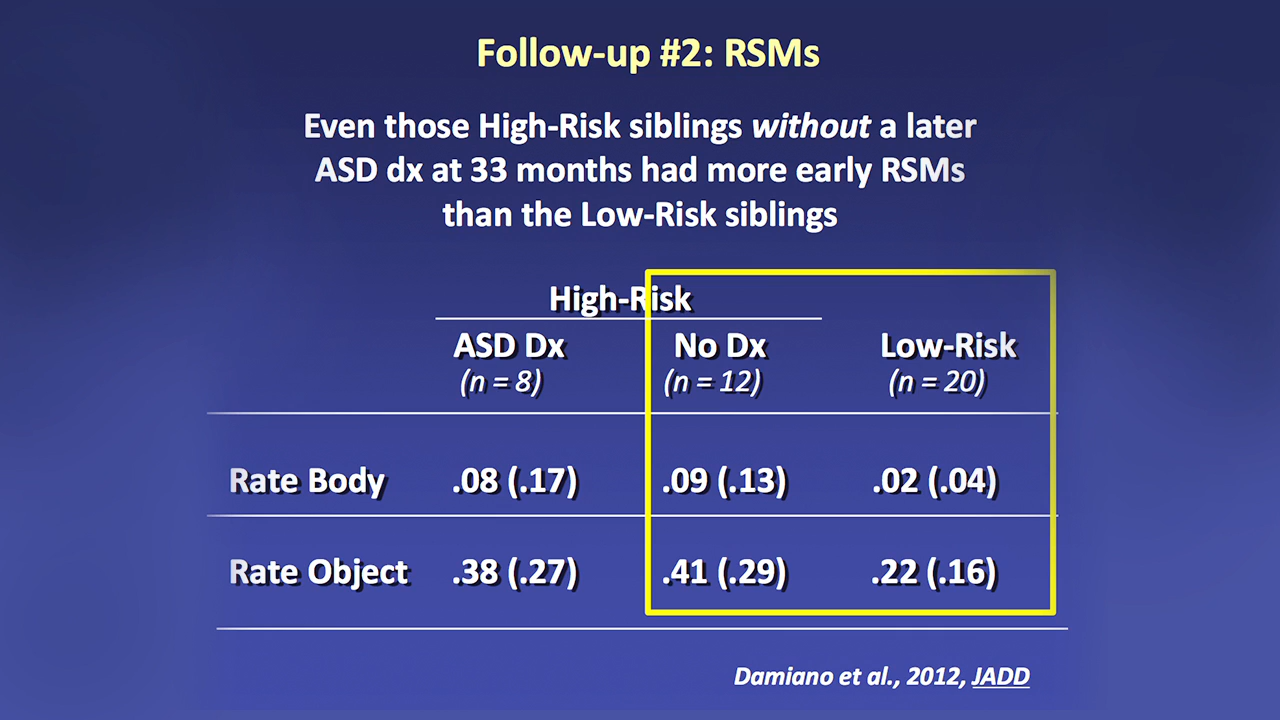 Follow-up #2: RSMs
Even those High-Risk siblings without a later
ASD dx at 33 months had more early RSMs
than the Low-Risk siblings
High-Risk
ASD Dx No Dx Low-Risk
(n = 8) (n = 12) (n = 20)
Rate Body .08 (.17) .09 (.13) .02 (.04)
Rate Object .38 (.27) .41 (.29) .22 (.16)
Damiano et al., 2012, JADD